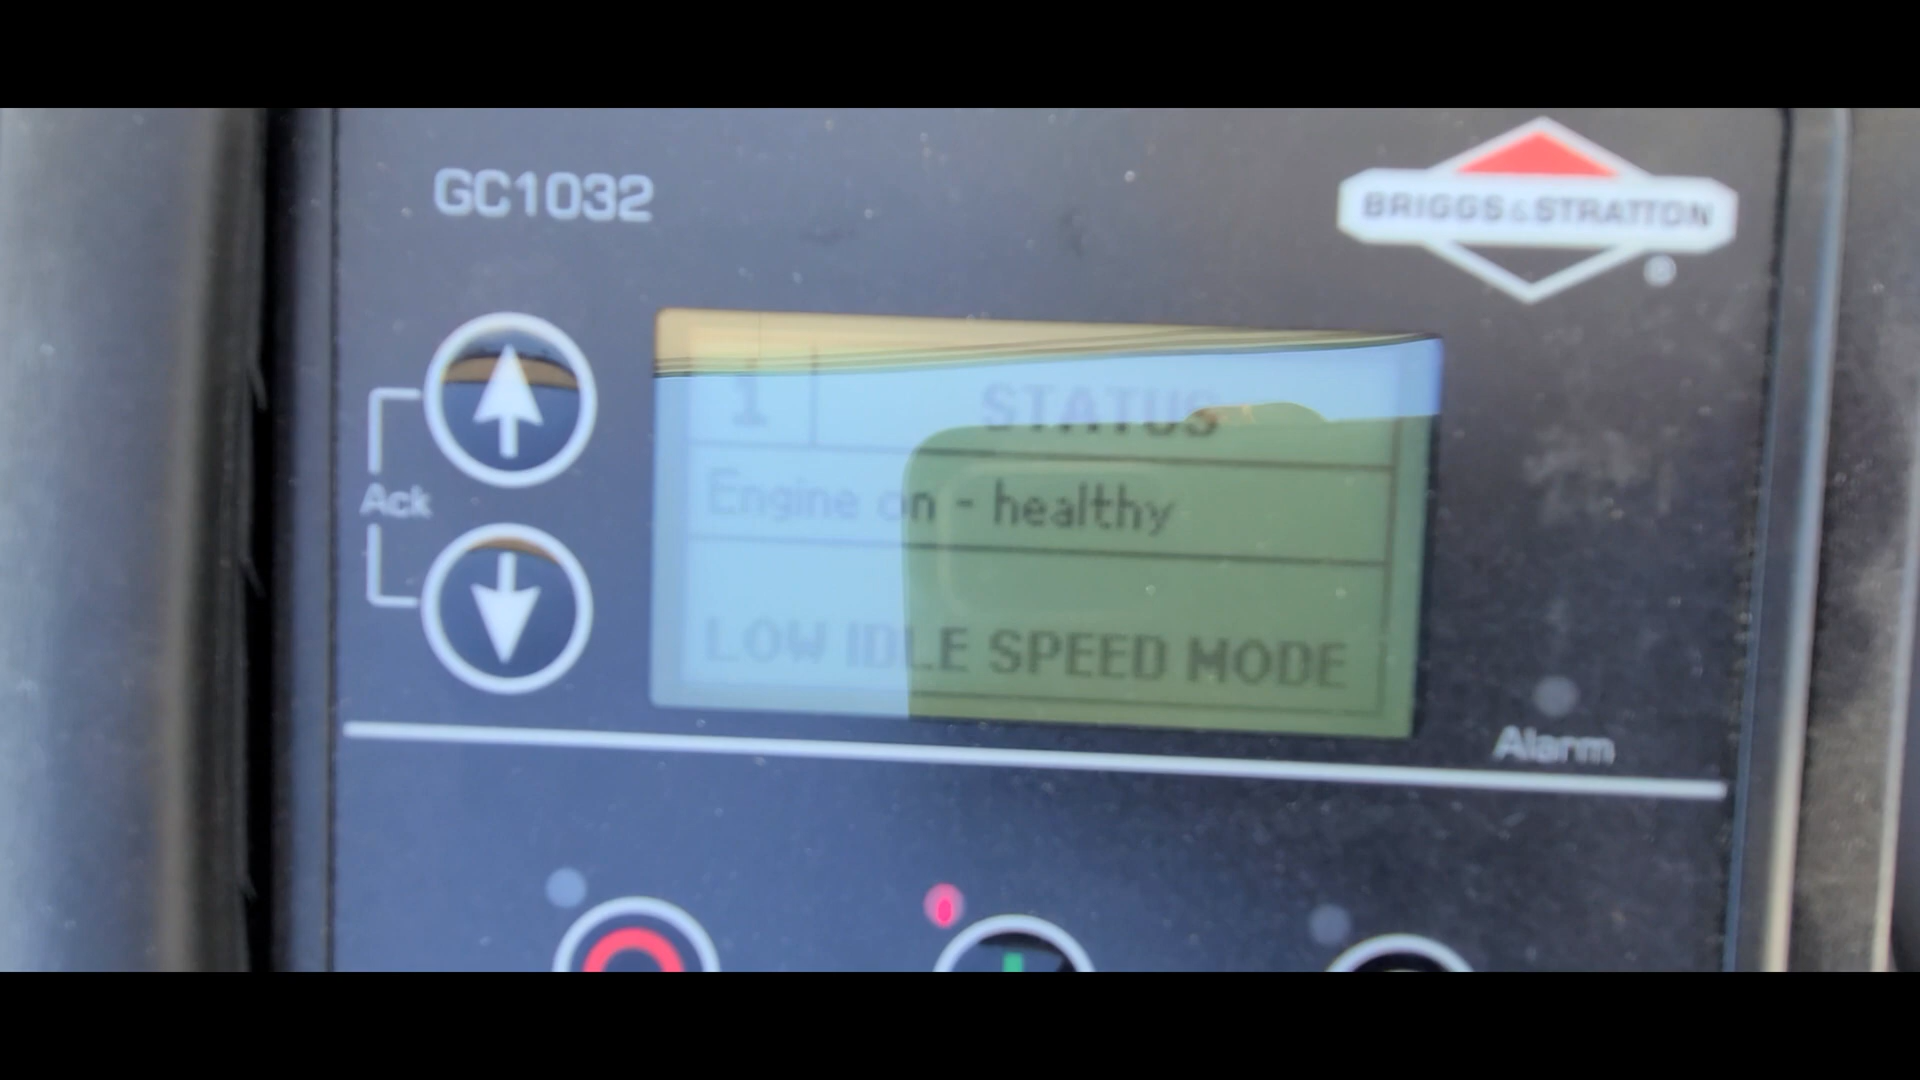 GC1032
BRIGGS & STRATTON
®
1 STATUS
Ack
Engine on - healthy
LOW IDLE SPEED MODE
Alarm